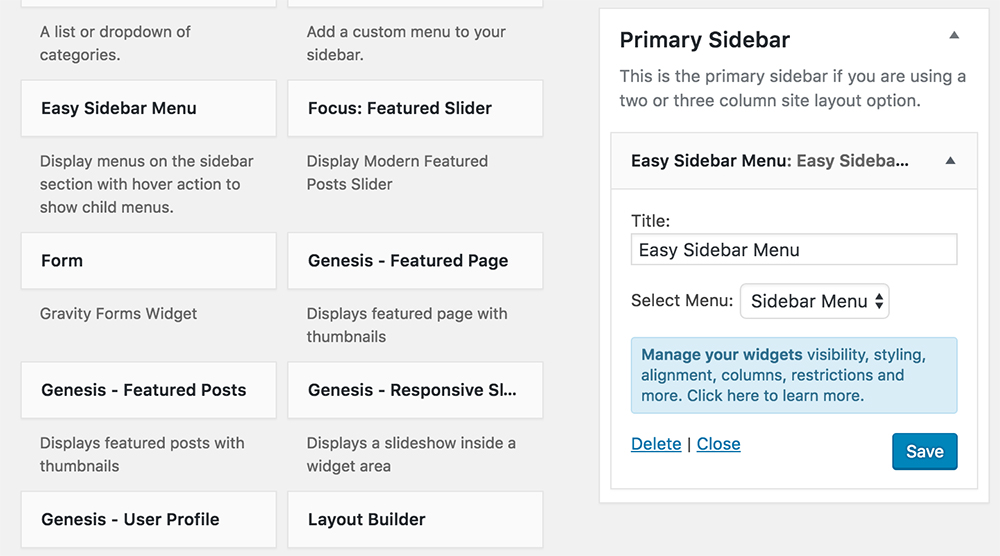 A list or dropdown of
categories.
Add a custom menu to your
sidebar.
Easy Sidebar Menu
Focus: Featured Slider
Display menus on the sidebar
section with hover action to
show child menus.
Display Modern Featured
Posts Slider
Form
Genesis - Featured Page
Gravity Forms Widget
Displays featured page with
thumbnails
Genesis - Featured Posts
Genesis - Responsive Sl...
Displays featured posts with
thumbnails
Displays a slideshow inside a
widget area
Genesis - User Profile
Layout Builder
Primary Sidebar
This is the primary sidebar if you are using a
two or three column site layout option.
Easy Sidebar Menu: Easy Sideba...
Title:
Easy Sidebar Menu
Select Menu: Sidebar Menu
Manage your widgets visibility, styling,
alignment, columns, restrictions and
more. Click here to learn more.
Delete | Close
Save